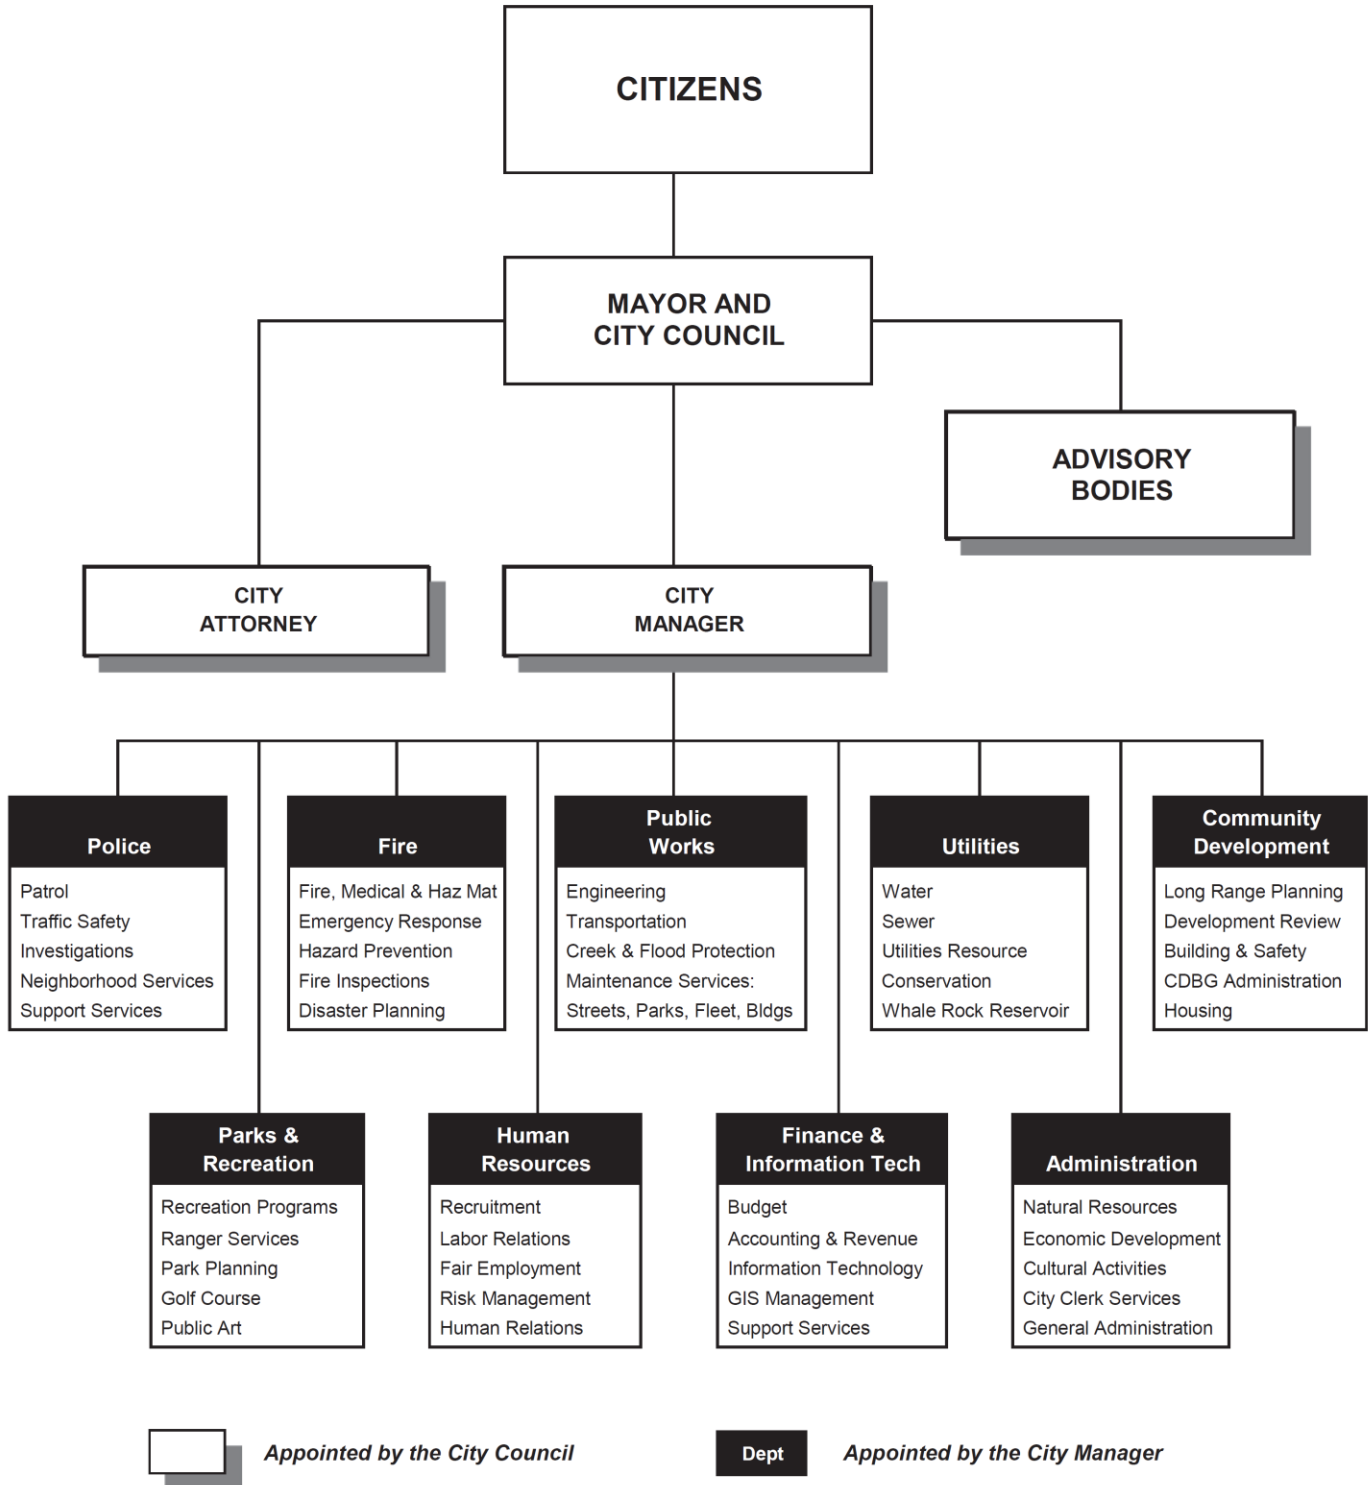 CITIZENS
MAYOR AND
CITY COUNCIL
ADVISORY
BODIES
CITY
ATTORNEY
CITY
MANAGER
Police
Patrol
Traffic Safety
Investigations
Neighborhood Services
Support Services
Fire
Fire, Medical & Haz Mat
Emergency Response
Hazard Prevention
Fire Inspections
Disaster Planning
Public
Works
Engineering
Transportation
Creek & Flood Protection
Maintenance Services:
Streets, Parks, Fleet, Bldgs
Utilities
Water
Sewer
Utilities Resource
Conservation
Whale Rock Reservoir
Community
Development
Long Range Planning
Development Review
Building & Safety
CDBG Administration
Housing
Parks &
Recreation
Recreation Programs
Ranger Services
Park Planning
Golf Course
Public Art
Human
Resources
Recruitment
Labor Relations
Fair Employment
Risk Management
Human Relations
Finance &
Information Tech
Budget
Accounting & Revenue
Information Technology
GIS Management
Support Services
Administration
Natural Resources
Economic Development
Cultural Activities
City Clerk Services
General Administration
Appointed by the City Council
Dept
Appointed by the City Manager